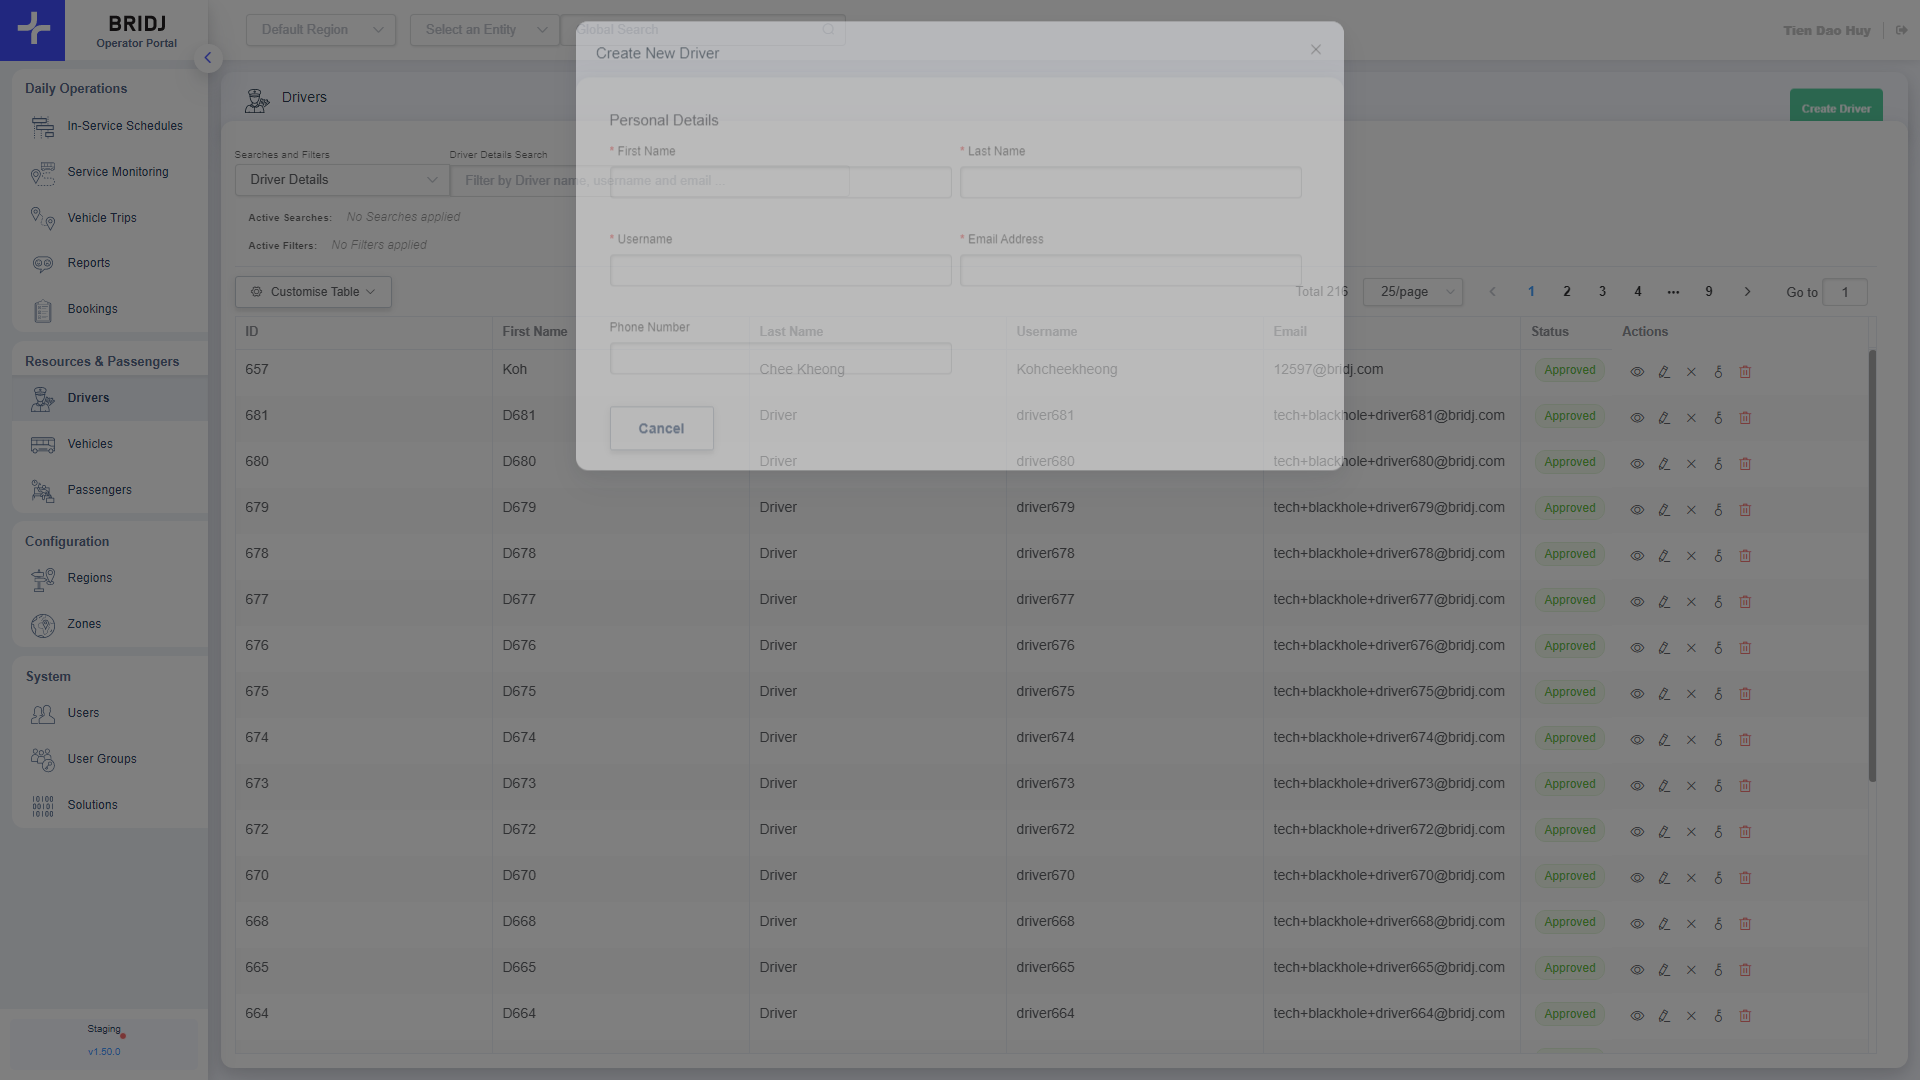 BRIDJ
Operator Portal
Default Region
Select an Entity
Global Search
Tien Dao Huy
Daily Operations
In-Service Schedules
Service Monitoring
Vehicle Trips
Reports
Bookings
Resources & Passengers
Drivers
Vehicles
Passengers
Configuration
Regions
Zones
System
Users
User Groups
Solutions
Staging
v1.50.0
Drivers
Create Driver
Searches and Filters
Driver Details Search
Driver Details
Filter by Driver name, username and email ...
Active Searches: No Searches applied
Active Filters: No Filters applied
Customise Table
Total 216
25/page
1 2 3 4 ••• 9
Go to 1
Create New Driver
Personal Details
* First Name
* Last Name
* Username
* Email Address
Phone Number
Cancel
ID First Name Last Name Username Email Status Actions
657 Koh Chee Kheong Kohcheekheong 12597@bridj.com Approved
681 D681 Driver driver681 tech+blackhole+driver681@bridj.com Approved
680 D680 Driver driver680 tech+blackhole+driver680@bridj.com Approved
679 D679 Driver driver679 tech+blackhole+driver679@bridj.com Approved
678 D678 Driver driver678 tech+blackhole+driver678@bridj.com Approved
677 D677 Driver driver677 tech+blackhole+driver677@bridj.com Approved
676 D676 Driver driver676 tech+blackhole+driver676@bridj.com Approved
675 D675 Driver driver675 tech+blackhole+driver675@bridj.com Approved
674 D674 Driver driver674 tech+blackhole+driver674@bridj.com Approved
673 D673 Driver driver673 tech+blackhole+driver673@bridj.com Approved
672 D672 Driver driver672 tech+blackhole+driver672@bridj.com Approved
670 D670 Driver driver670 tech+blackhole+driver670@bridj.com Approved
668 D668 Driver driver668 tech+blackhole+driver668@bridj.com Approved
665 D665 Driver driver665 tech+blackhole+driver665@bridj.com Approved
664 D664 Driver driver664 tech+blackhole+driver664@bridj.com Approved